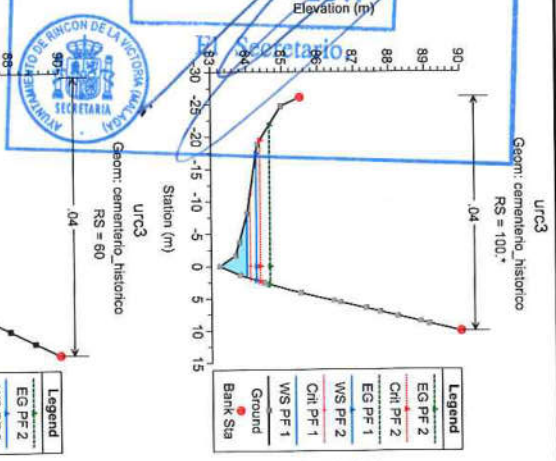 Elevation (m)
El Secretario
AYUNTAMIENTO DE RINCON DE LA VICTORIA (MALAGA)
SECRETARIA
urc3
Geom: cementerio_historico
RS = 100.*
.04
83
84
85
86
87
88
89
90
-30
-25
-20
-15
-10
-5
0
5
10
15
Station (m)
Legend
EG PF 2
Crit PF 2
EG PF 1
WS PF 2
Crit PF 1
WS PF 1
Ground
Bank Sta
urc3
Geom: cementerio_historico
RS = 60
.04
88
Legend
EG PF 2